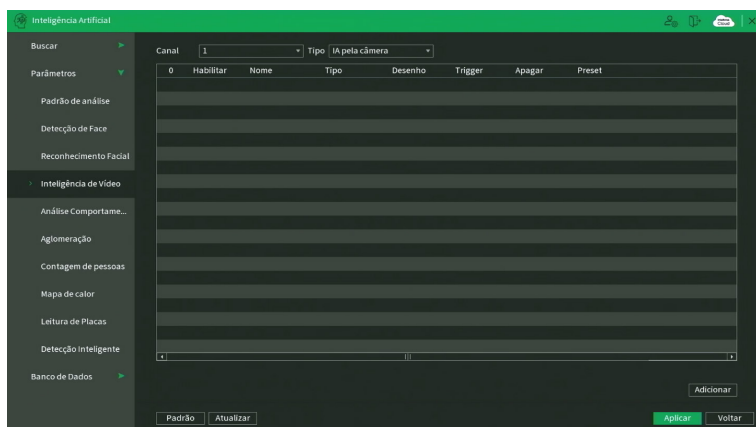 Inteligência Artificial
Cloud
Buscar
Canal 1 Tipo IA pela câmera
Parâmetros
0 Habilitar Nome Tipo Desenho Trigger Apagar Preset
Padrão de análise
Detecção de Face
Reconhecimento Facial
Inteligência de Vídeo
Análise Comportame...
Aglomeração
Contagem de pessoas
Mapa de calor
Leitura de Placas
Detecção Inteligente
Banco de Dados
Adicionar
Padrão Atualizar Aplicar Voltar